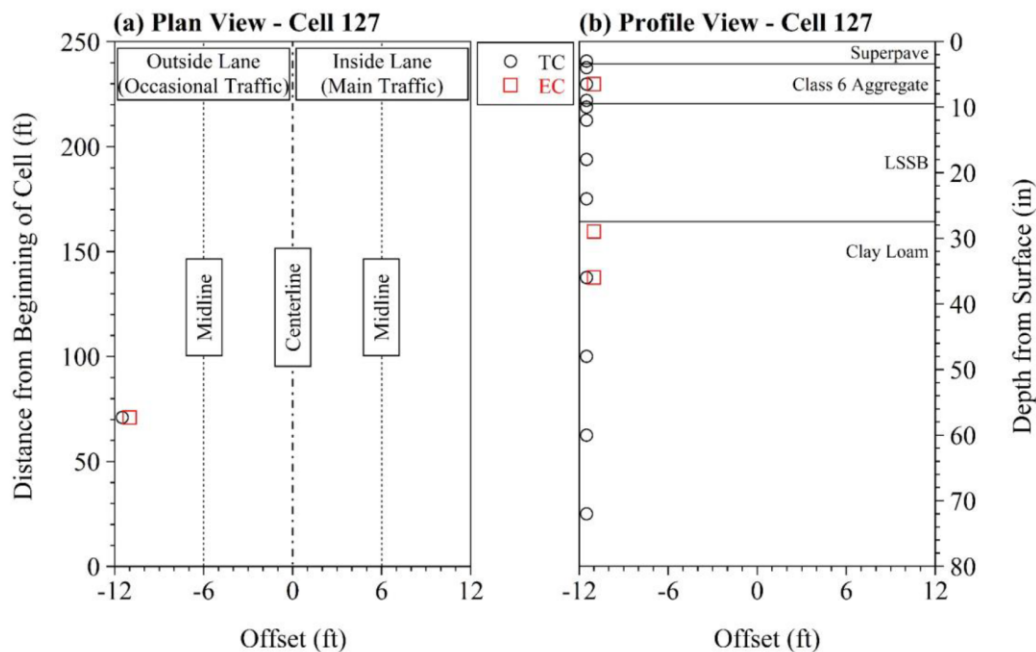 (a) Plan View - Cell 127
Distance from Beginning of Cell (ft)
250
200
150
100
50
0
Outside Lane
(Occasional Traffic)
Inside Lane
(Main Traffic)
Midline
Centerline
Midline
-12
-6
0
6
12
Offset (ft)
TC
EC
(b) Profile View - Cell 127
Superpave
Class 6 Aggregate
LSSB
Clay Loam
0
10
20
30
40
50
60
70
80
Depth from Surface (in)
-12
-6
0
6
12
Offset (ft)